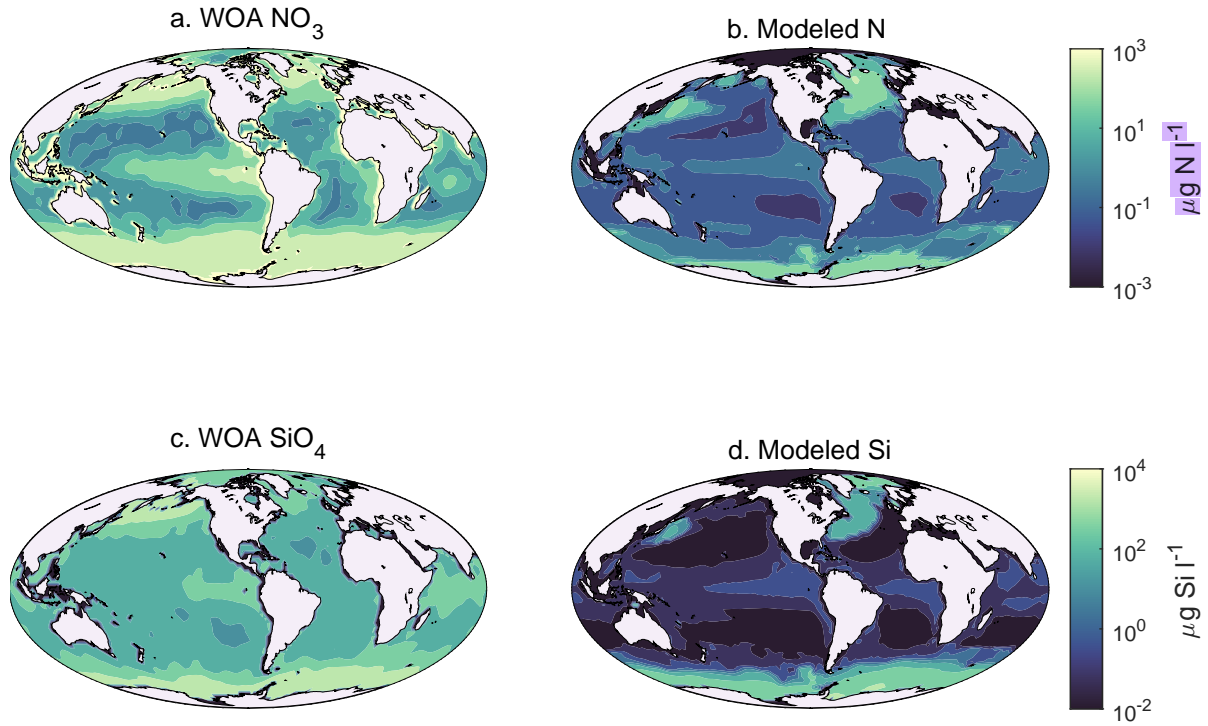 a. WOA NO3
b. Modeled N
10^3
10^1
10^-1
10^-3
μg N l^-1
c. WOA SiO4
d. Modeled Si
10^4
10^2
10^0
10^-2
μg Si l^-1